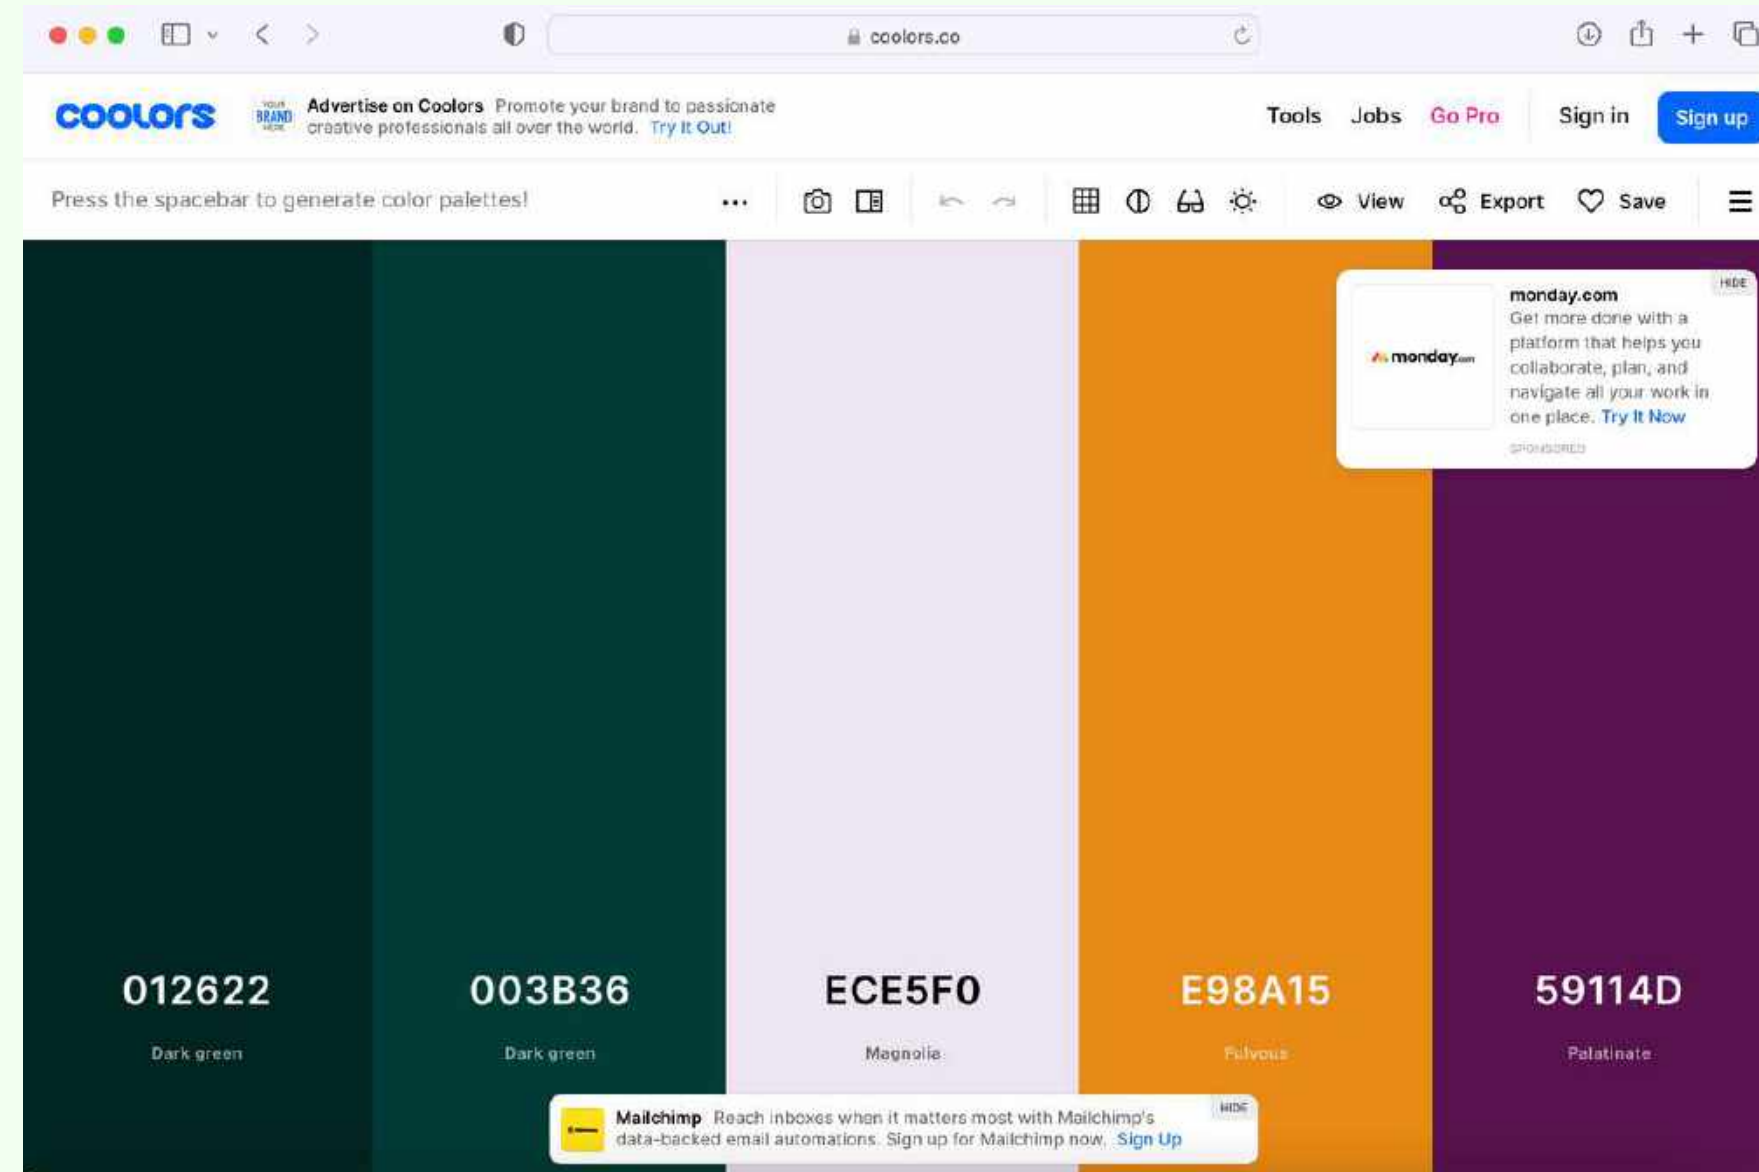 coolors.co
COOLORS
YOUR
BRAND
HERE
Advertise on Coolors Promote your brand to passionate
creative professionals all over the world. Try It Out!
Tools Jobs Go Pro Sign in Sign up
Press the spacebar to generate color palettes!
View Export Save
HIDE
monday.com
monday.com
Get more done with a
platform that helps you
collaborate, plan, and
navigate all your work in
one place. Try It Now
SPONSORED
012622 003B36 ECE5F0 E98A15 59114D
Dark green Dark green Magnolia Fulvous Palatinate
HIDE
Mailchimp Reach inboxes when it matters most with Mailchimp's
data-backed email automations. Sign up for Mailchimp now. Sign Up